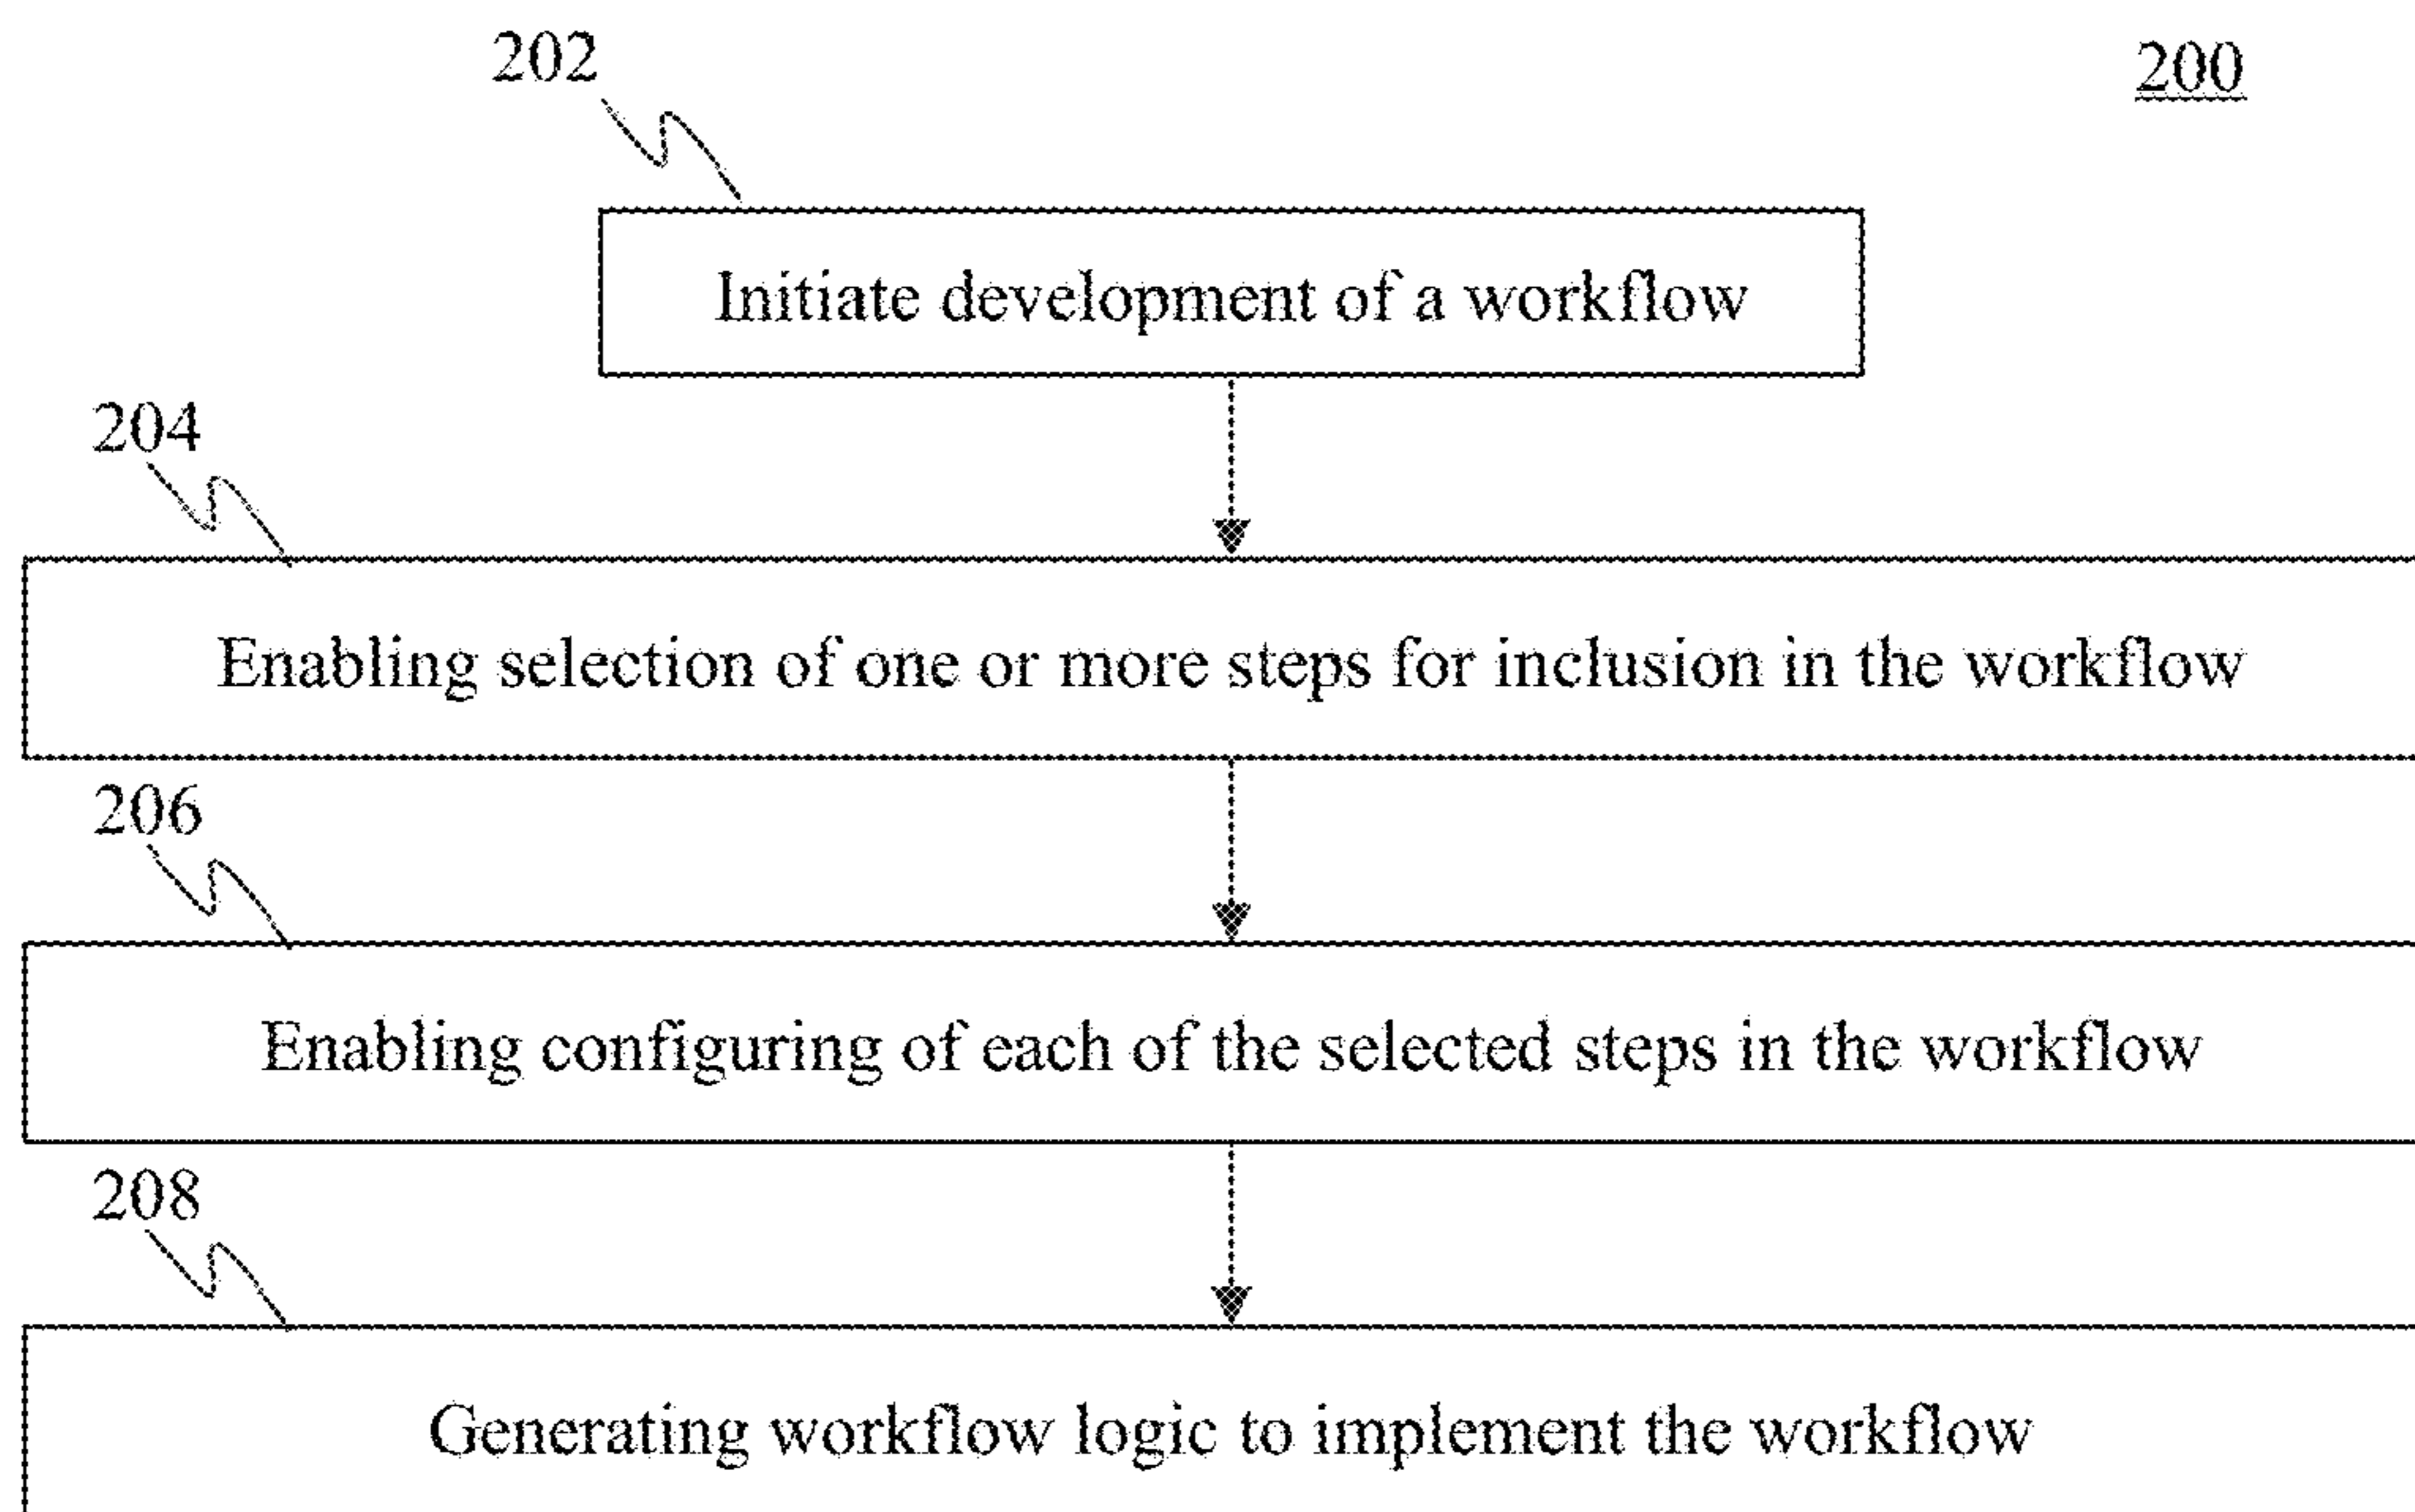 202
200
Initiate development of a workflow
204
Enabling selection of one or more steps for inclusion in the workflow
206
Enabling configuring of each of the selected steps in the workflow
208
Generating workflow logic to implement the workflow